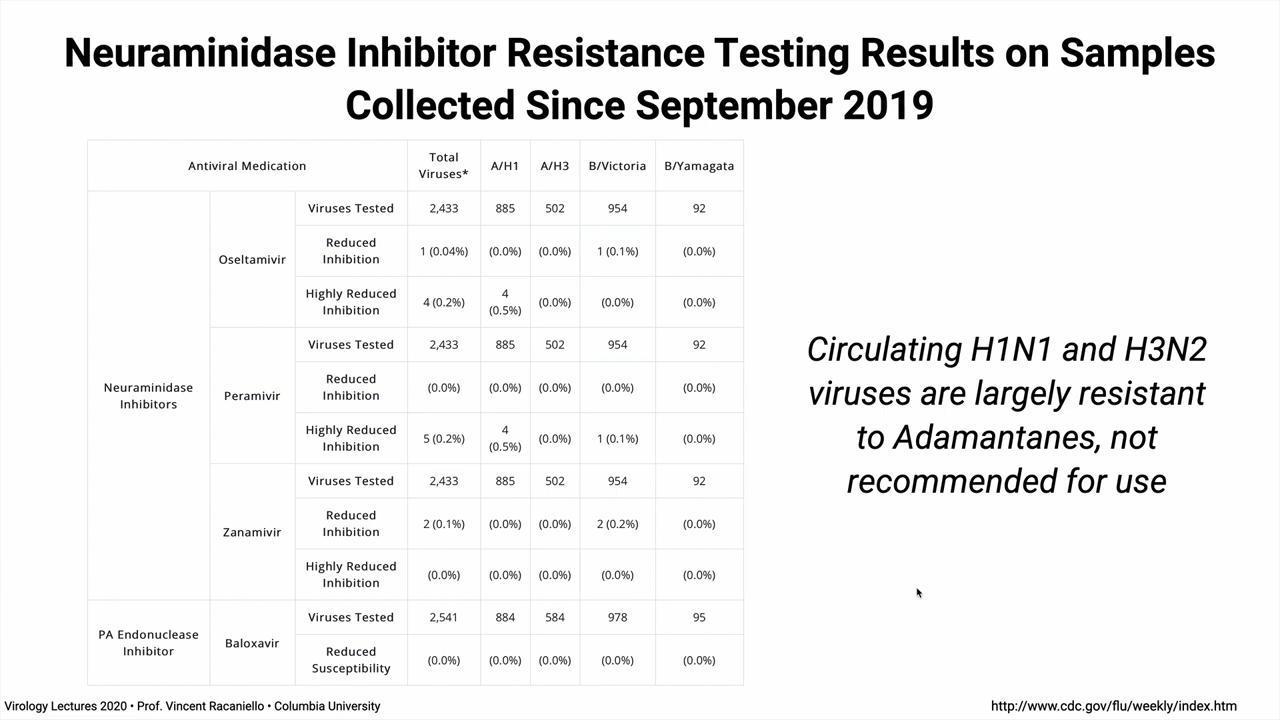 Neuraminidase Inhibitor Resistance Testing Results on Samples
Collected Since September 2019
Antiviral Medication
Total
Viruses*
A/H1
A/H3
B/Victoria
B/Yamagata
Neuraminidase
Inhibitors
Oseltamivir
Viruses Tested
2,433
885
502
954
92
Reduced
Inhibition
1 (0.04%)
(0.0%)
(0.0%)
1 (0.1%)
(0.0%)
Highly Reduced
Inhibition
4 (0.2%)
4
(0.5%)
(0.0%)
(0.0%)
(0.0%)
Peramivir
Viruses Tested
2,433
885
502
954
92
Reduced
Inhibition
(0.0%)
(0.0%)
(0.0%)
(0.0%)
(0.0%)
Highly Reduced
Inhibition
5 (0.2%)
4
(0.5%)
(0.0%)
1 (0.1%)
(0.0%)
Zanamivir
Viruses Tested
2,433
885
502
954
92
Reduced
Inhibition
2 (0.1%)
(0.0%)
(0.0%)
2 (0.2%)
(0.0%)
Highly Reduced
Inhibition
(0.0%)
(0.0%)
(0.0%)
(0.0%)
(0.0%)
PA Endonuclease
Inhibitor
Baloxavir
Viruses Tested
2,541
884
584
978
95
Reduced
Susceptibility
(0.0%)
(0.0%)
(0.0%)
(0.0%)
(0.0%)
Circulating H1N1 and H3N2
viruses are largely resistant
to Adamantanes, not
recommended for use
Virology Lectures 2020 • Prof. Vincent Racaniello • Columbia University
http://www.cdc.gov/flu/weekly/index.htm